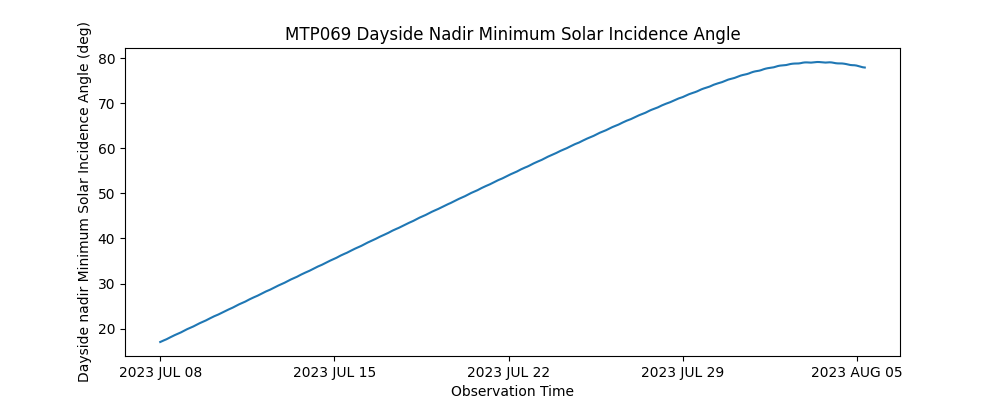 MTP069 Dayside Nadir Minimum Solar Incidence Angle
Dayside nadir Minimum Solar Incidence Angle (deg)
80
70
60
50
40
30
20
2023 JUL 08
2023 JUL 15
2023 JUL 22
2023 JUL 29
2023 AUG 05
Observation Time